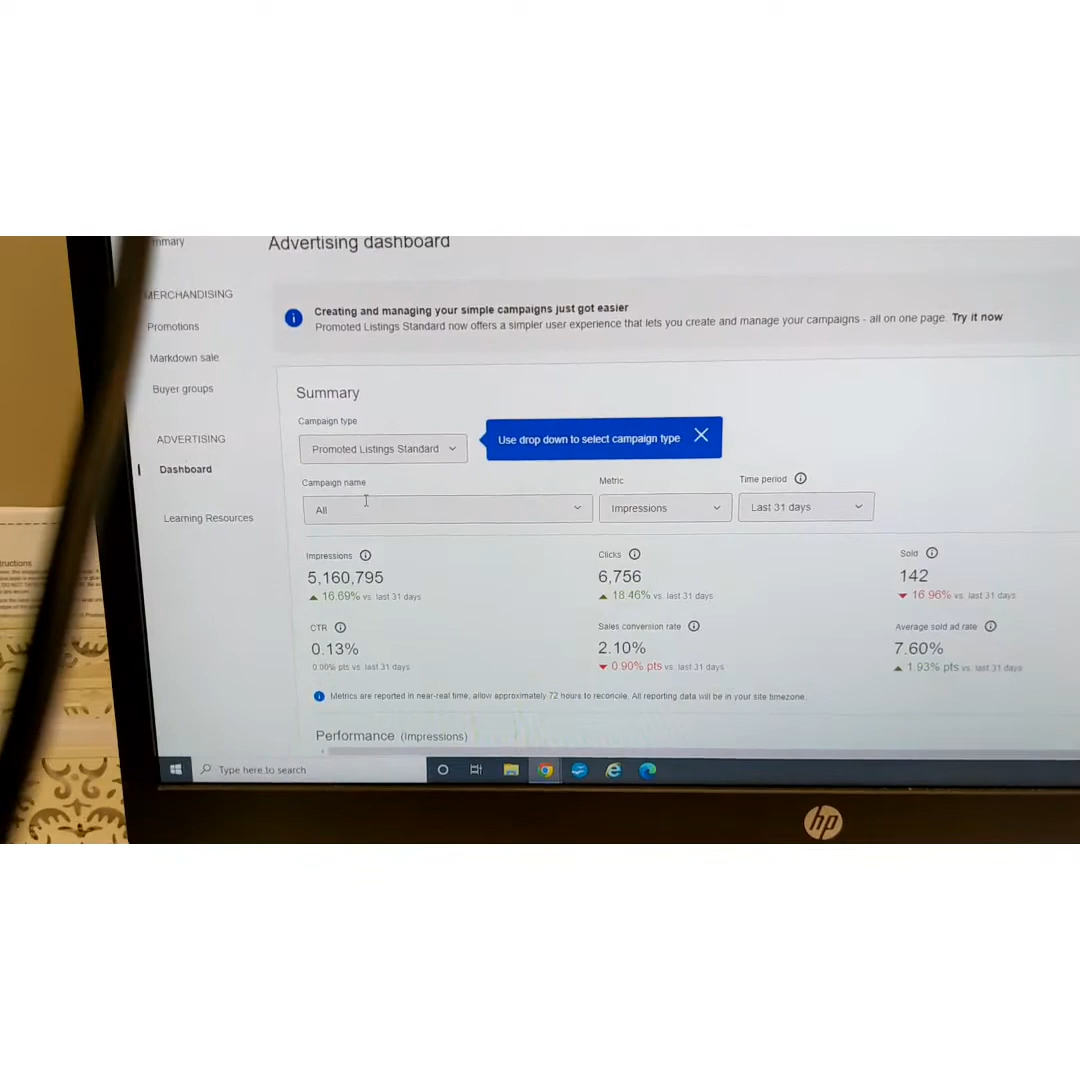 mmary
Advertising dashboard
MERCHANDISING
Promotions
Markdown sale
Buyer groups
ADVERTISING
Dashboard
Learning Resources
Creating and managing your simple campaigns just got easier
Promoted Listings Standard now offers a simpler user experience that lets you create and manage your campaigns - all on one page. Try it now
Summary
Campaign type
Promoted Listings Standard
Use drop down to select campaign type
Campaign name
Metric
Time period
All
Impressions
Last 31 days
Impressions
Clicks
Sold
5,160,795
6,756
142
16.69% vs. last 31 days
18.46% vs. last 31 days
16.96% vs. last 31 days
CTR
Sales conversion rate
Average sold ad rate
0.13%
2.10%
7.60%
0.00% pts vs. last 31 days
0.90% pts vs. last 31 days
1.93% pts vs. last 31 days
Metrics are reported in near-real time, allow approximately 72 hours to reconcile. All reporting data will be in your site timezone.
Performance (Impressions)
Type here to search
hp
ructions